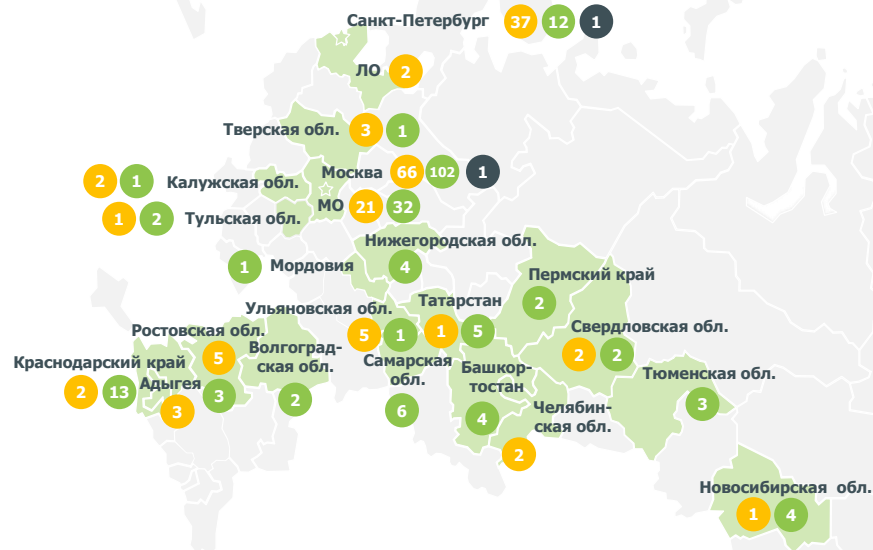 Санкт-Петербург 37 12 1
ЛО 2
Тверская обл. 3 1
Москва 66 102 1
2 1 Калужская обл.
МО 21 32
1 2 Тульская обл.
Нижегородская обл.
4
1 Мордовия
Пермский край
2
Ульяновская обл.
5 1
Татарстан
1 5
Свердловская обл.
2 2
Ростовская обл.
5
3
Волгоград-
ская обл.
2
Самарская
обл.
6
Башкор-
тостан
4
Тюменская обл.
3
Краснодарский край
2 13
Адыгея
3
Челябин-
ская обл.
2
Новосибирская обл.
1 4